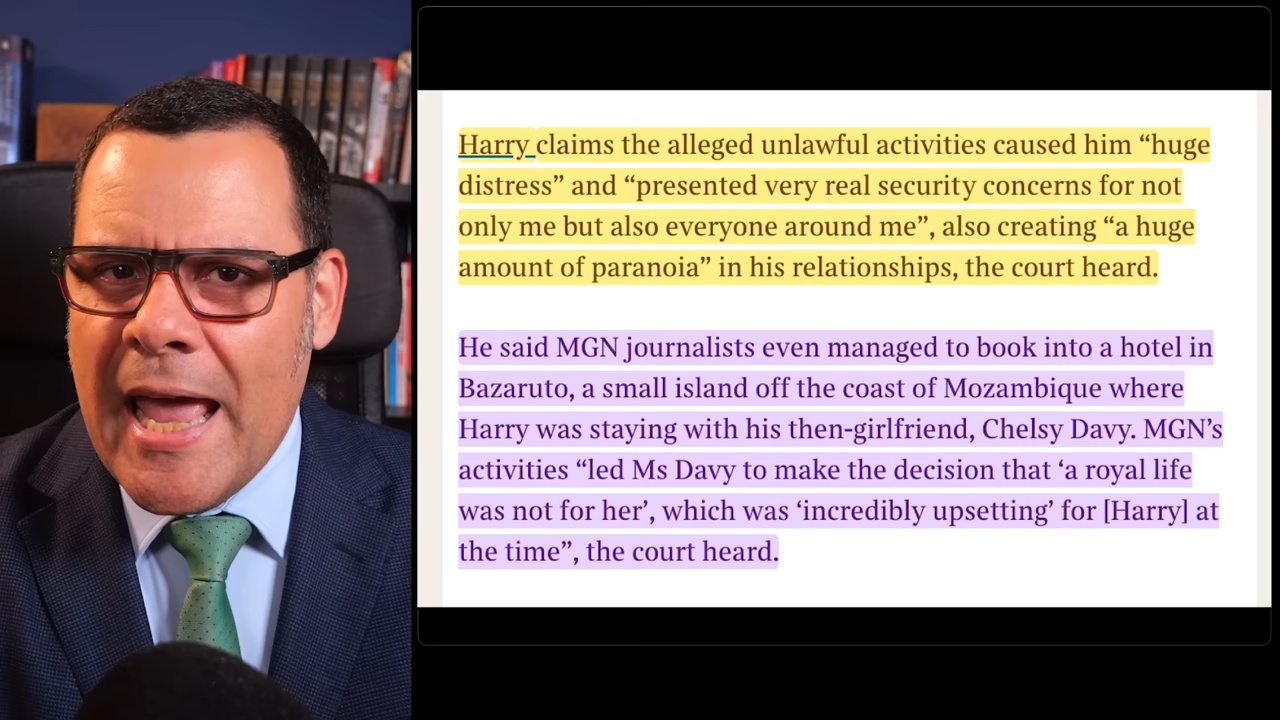 Harry claims the alleged unlawful activities caused him “huge
distress” and “presented very real security concerns for not
only me but also everyone around me”, also creating “a huge
amount of paranoia” in his relationships, the court heard.
He said MGN journalists even managed to book into a hotel in
Bazaruto, a small island off the coast of Mozambique where
Harry was staying with his then-girlfriend, Chelsy Davy. MGN’s
activities “led Ms Davy to make the decision that ‘a royal life
was not for her’, which was ‘incredibly upsetting’ for [Harry] at
the time”, the court heard.